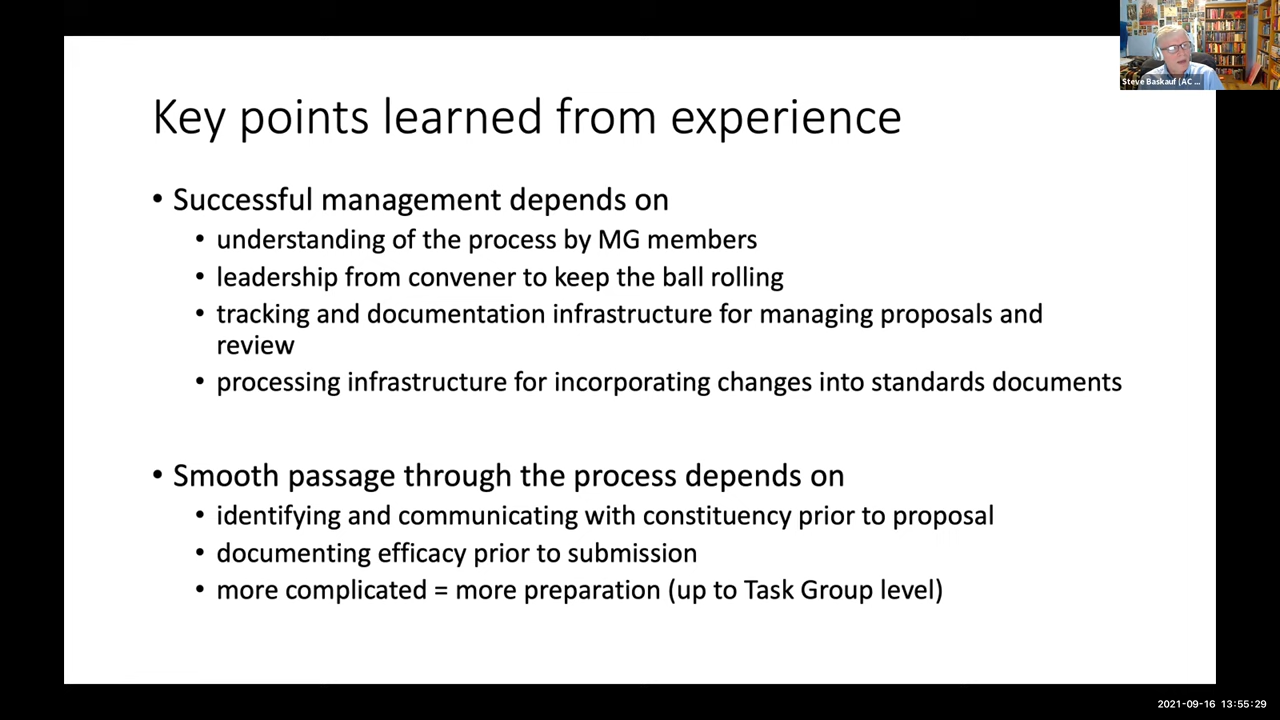 Steve Baskauf (AC ...
Key points learned from experience
• Successful management depends on
• understanding of the process by MG members
• leadership from convener to keep the ball rolling
• tracking and documentation infrastructure for managing proposals and
review
• processing infrastructure for incorporating changes into standards documents
• Smooth passage through the process depends on
• identifying and communicating with constituency prior to proposal
• documenting efficacy prior to submission
• more complicated = more preparation (up to Task Group level)
2021-09-16 13:55:29